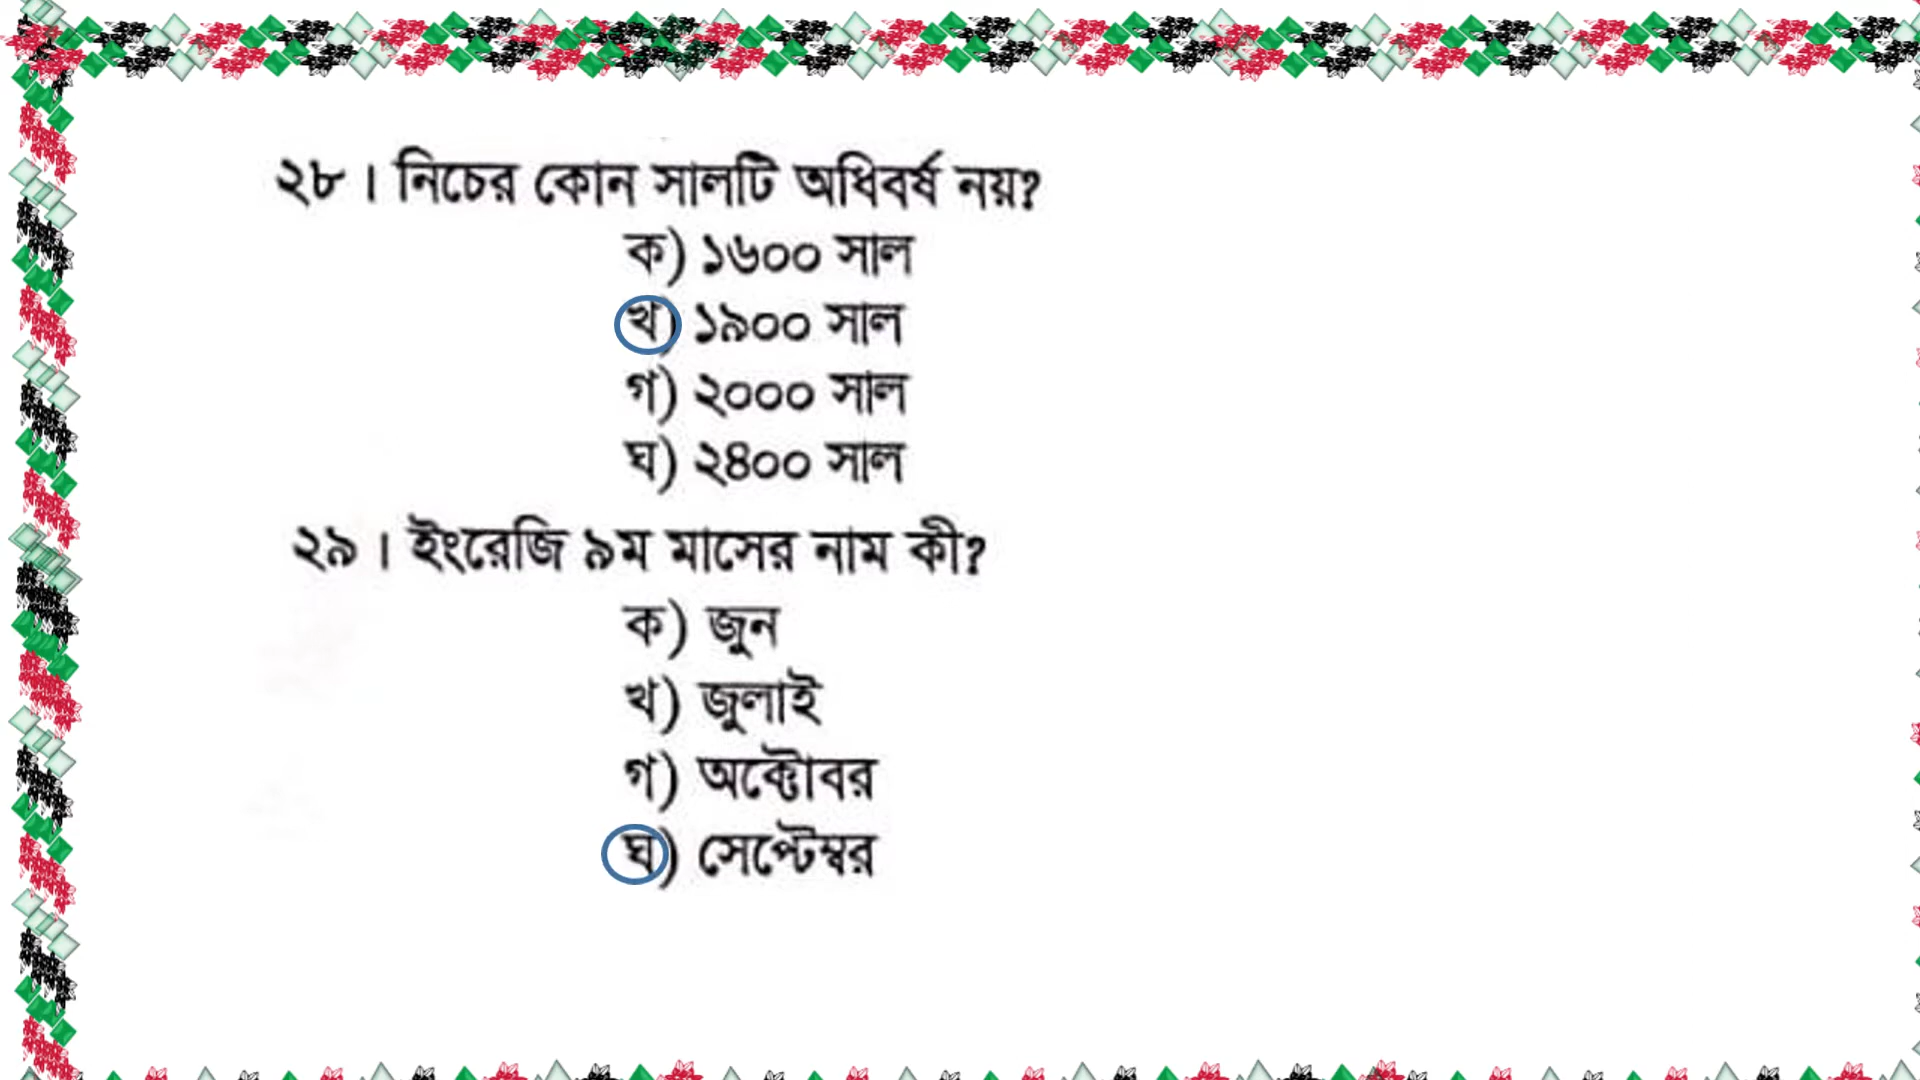 ২৮। নিচের কোন সালটি অধিবর্ষ নয়?
ক) ১৬০০ সাল
খ) ১৯০০ সাল
গ) ২০০০ সাল
ঘ) ২৪০০ সাল
২৯। ইংরেজি ৯ম মাসের নাম কী?
ক) জুন
খ) জুলাই
গ) অক্টোবর
ঘ) সেপ্টেম্বর